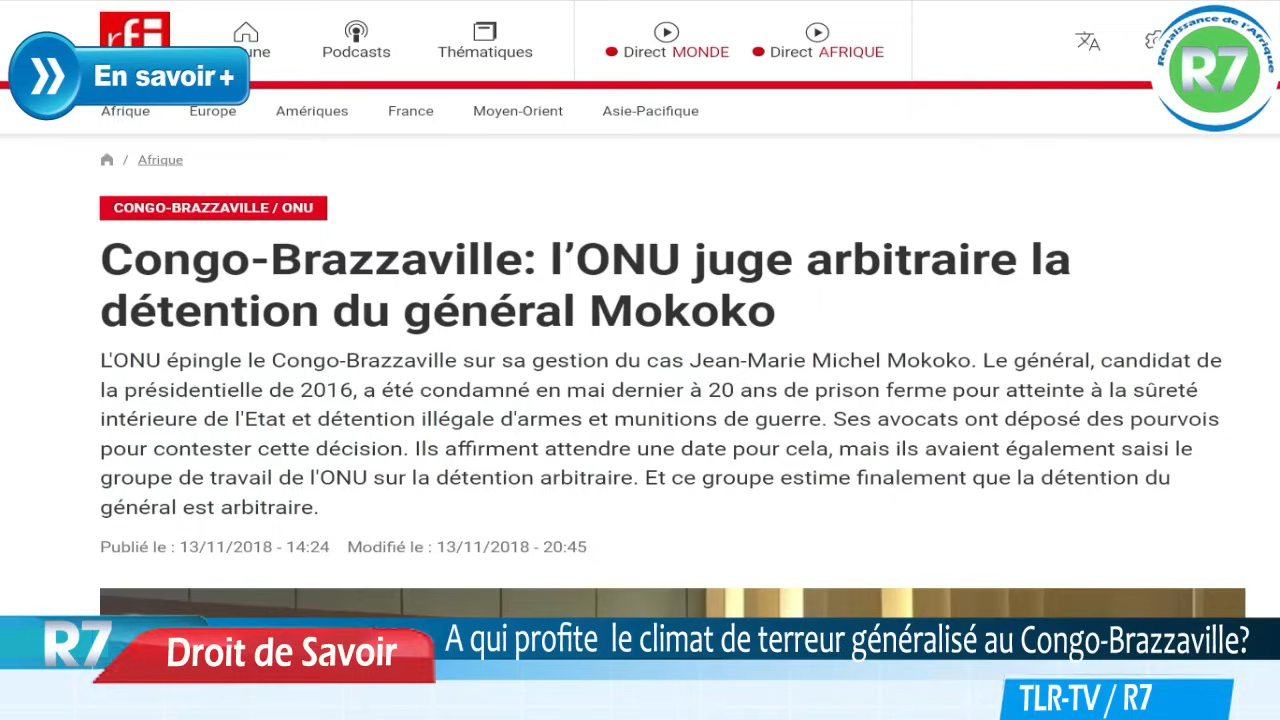 rfi
une
Podcasts
Thématiques
Direct MONDE
Direct AFRIQUE
Renaissance de l'Afrique
R7
En savoir +
Afrique
Europe
Amériques
France
Moyen-Orient
Asie-Pacifique
/ Afrique
CONGO-BRAZZAVILLE / ONU
Congo-Brazzaville: l’ONU juge arbitraire la
détention du général Mokoko
L'ONU épingle le Congo-Brazzaville sur sa gestion du cas Jean-Marie Michel Mokoko. Le général, candidat de
la présidentielle de 2016, a été condamné en mai dernier à 20 ans de prison ferme pour atteinte à la sûreté
intérieure de l'Etat et détention illégale d'armes et munitions de guerre. Ses avocats ont déposé des pourvois
pour contester cette décision. Ils affirment attendre une date pour cela, mais ils avaient également saisi le
groupe de travail de l'ONU sur la détention arbitraire. Et ce groupe estime finalement que la détention du
général est arbitraire.
Publié le : 13/11/2018 - 14:24 Modifié le : 13/11/2018 - 20:45
R7
Droit de Savoir
A qui profite le climat de terreur généralisé au Congo-Brazzaville?
TLR-TV / R7